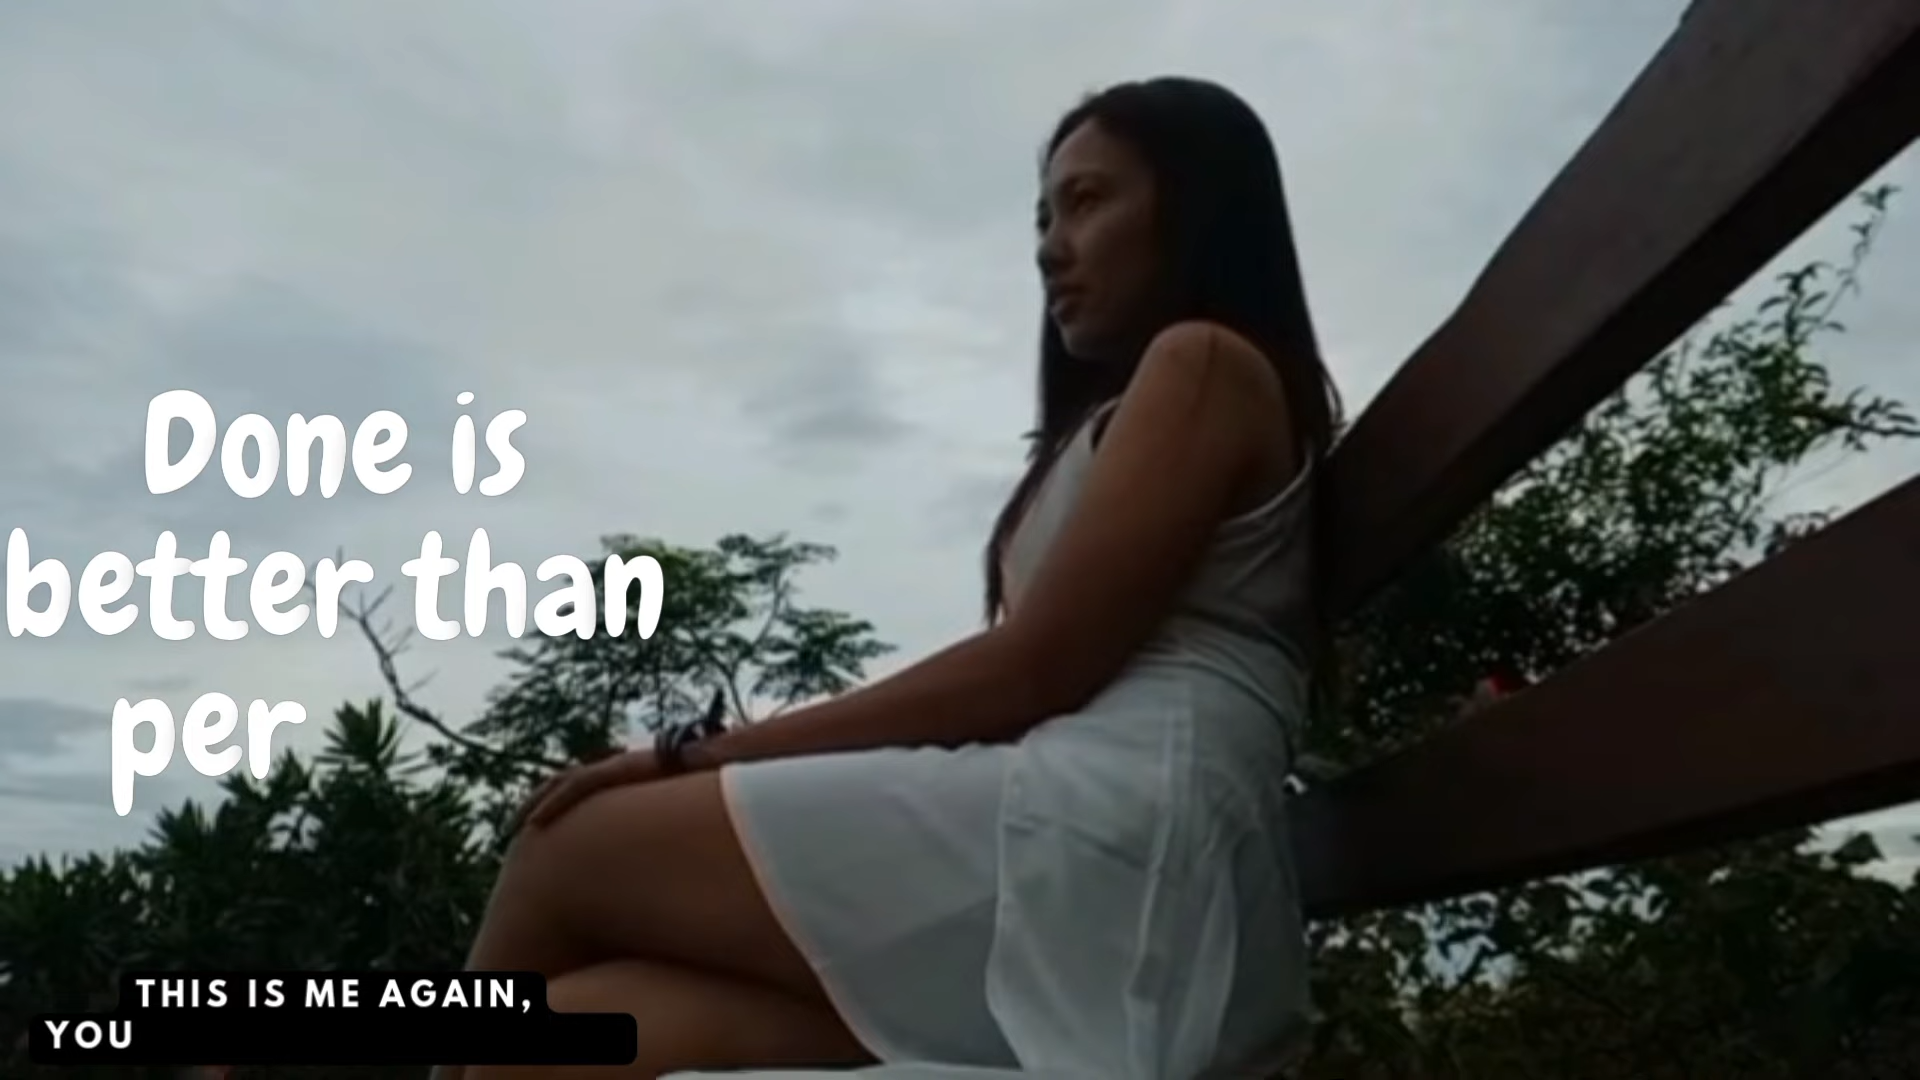 Done is
better than
per
THIS IS ME AGAIN,
YOU